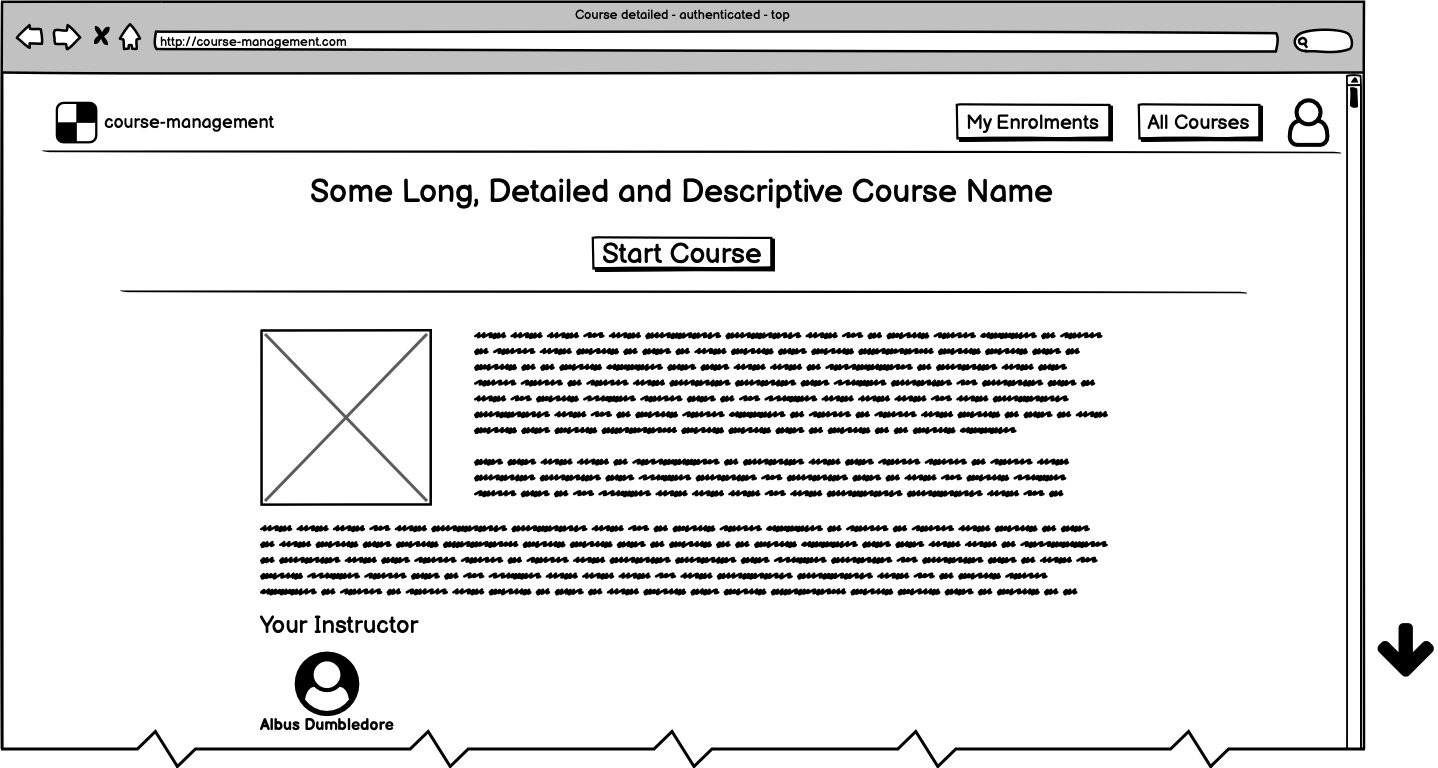 Course detailed - authenticated - top
http://course-management.com
course-management
My Enrolments
All Courses
Some Long, Detailed and Descriptive Course Name
Start Course
Your Instructor
Albus Dumbledore